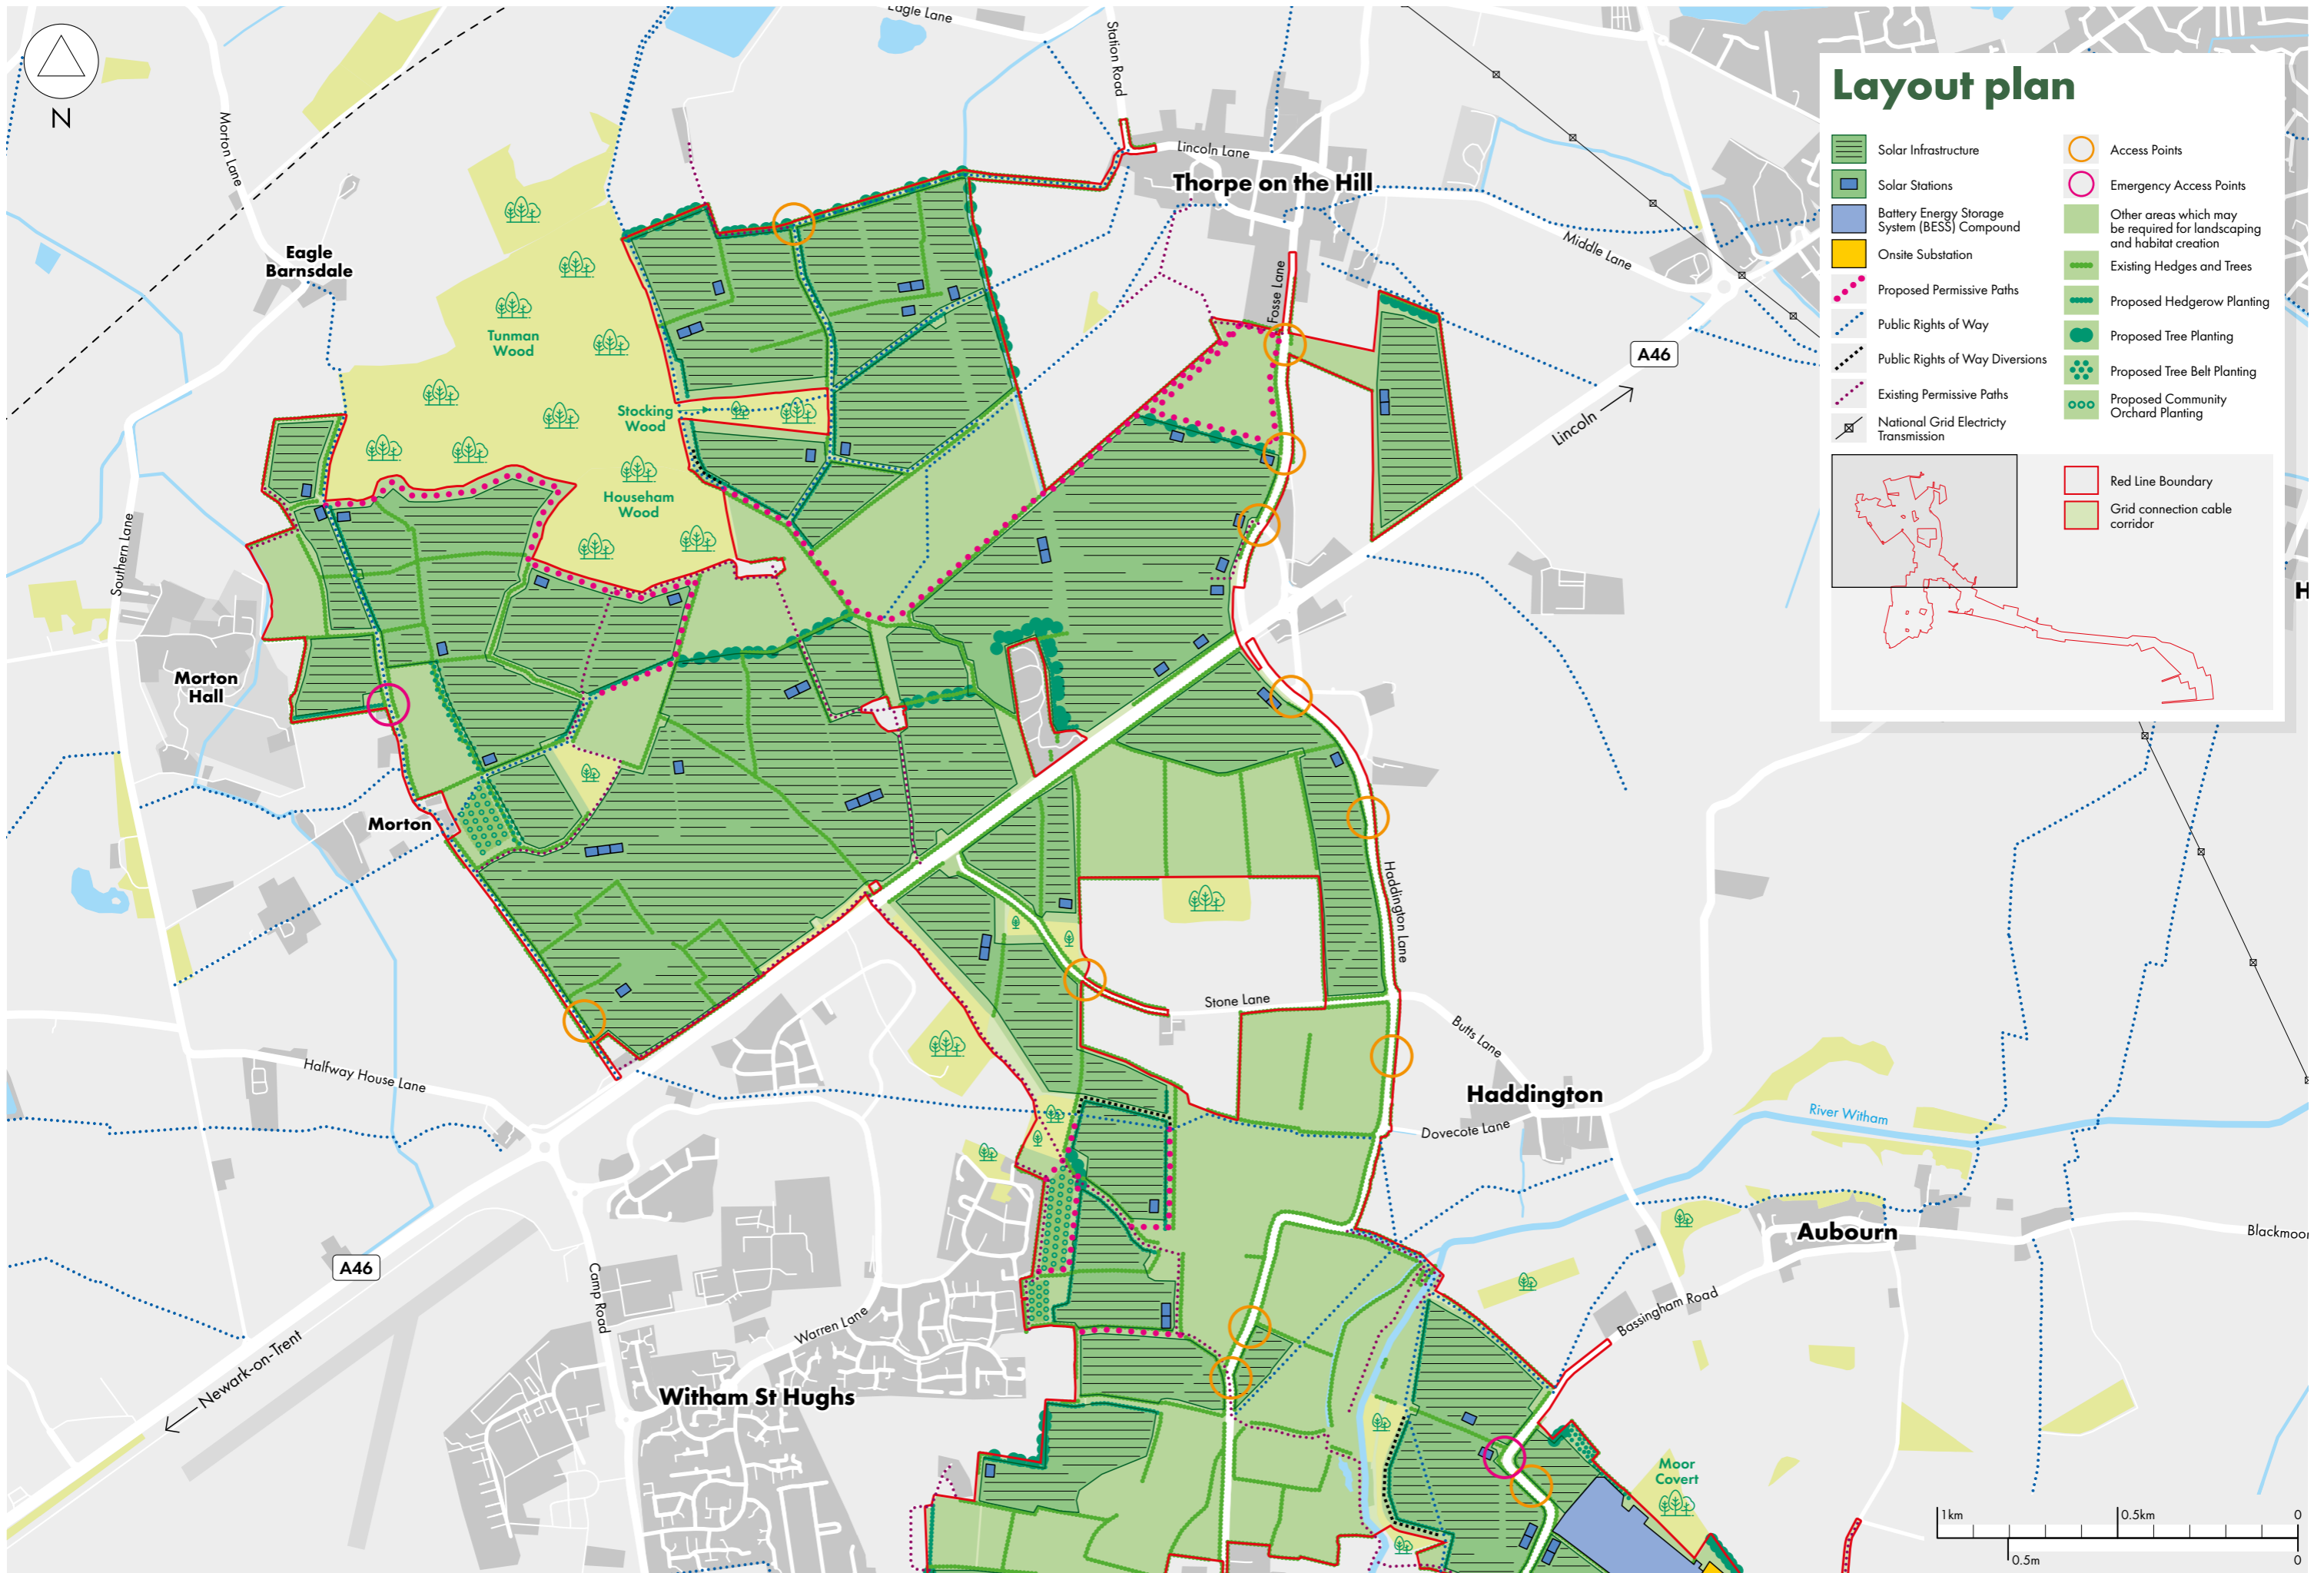 Layout plan
Solar Infrastructure
Solar Stations
Battery Energy Storage
System (BESS) Compound
Onsite Substation
Proposed Permissive Paths
Public Rights of Way
Public Rights of Way Diversions
Existing Permissive Paths
National Grid Electricty
Transmission
Access Points
Emergency Access Points
Other areas which may
be required for landscaping
and habitat creation
Existing Hedges and Trees
Proposed Hedgerow Planting
Proposed Tree Planting
Proposed Tree Belt Planting
Proposed Community
Orchard Planting
Red Line Boundary
Grid connection cable
corridor
N
Eagle Lane
Station Road
Morton Lane
Lincoln Lane
Thorpe on the Hill
Middle Lane
Eagle
Barnsdale
Fosse Lane
Tunman
Wood
A46
Lincoln
Stocking
Wood
Househam
Wood
Southern Lane
H
Morton
Hall
Morton
Haddington Lane
Stone Lane
Butts Lane
Halfway House Lane
Haddington
Dovecote Lane
River Witham
Aubourn
Blackmoor
A46
Camp Road
Warren Lane
Bassingham Road
Newark-on-Trent
Witham St Hughs
Moor
Covert
1km
0.5km
0
0.5m
0